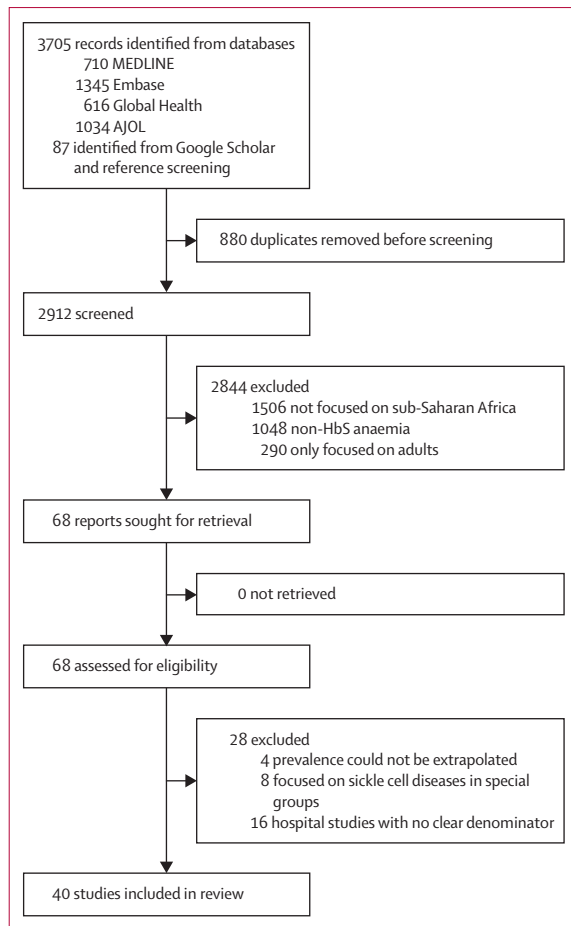 3705 records identified from databases
710 MEDLINE
1345 Embase
616 Global Health
1034 AJOL
87 identified from Google Scholar
and reference screening
880 duplicates removed before screening
2912 screened
2844 excluded
1506 not focused on sub-Saharan Africa
1048 non-HbS anaemia
290 only focused on adults
68 reports sought for retrieval
0 not retrieved
68 assessed for eligibility
28 excluded
4 prevalence could not be extrapolated
8 focused on sickle cell diseases in special
groups
16 hospital studies with no clear denominator
40 studies included in review